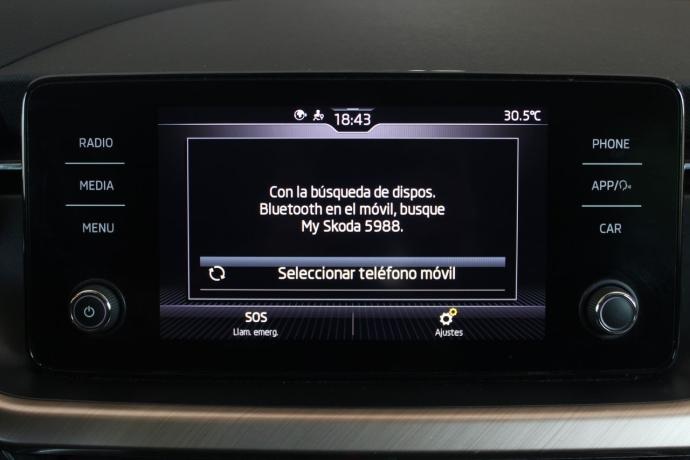 18:43
30.5°C
RADIO
MEDIA
MENU
Con la búsqueda de dispos.
Bluetooth en el móvil, busque
My Skoda 5988.
Seleccionar teléfono móvil
SOS
Llam. emerg.
Ajustes
PHONE
APP/
CAR